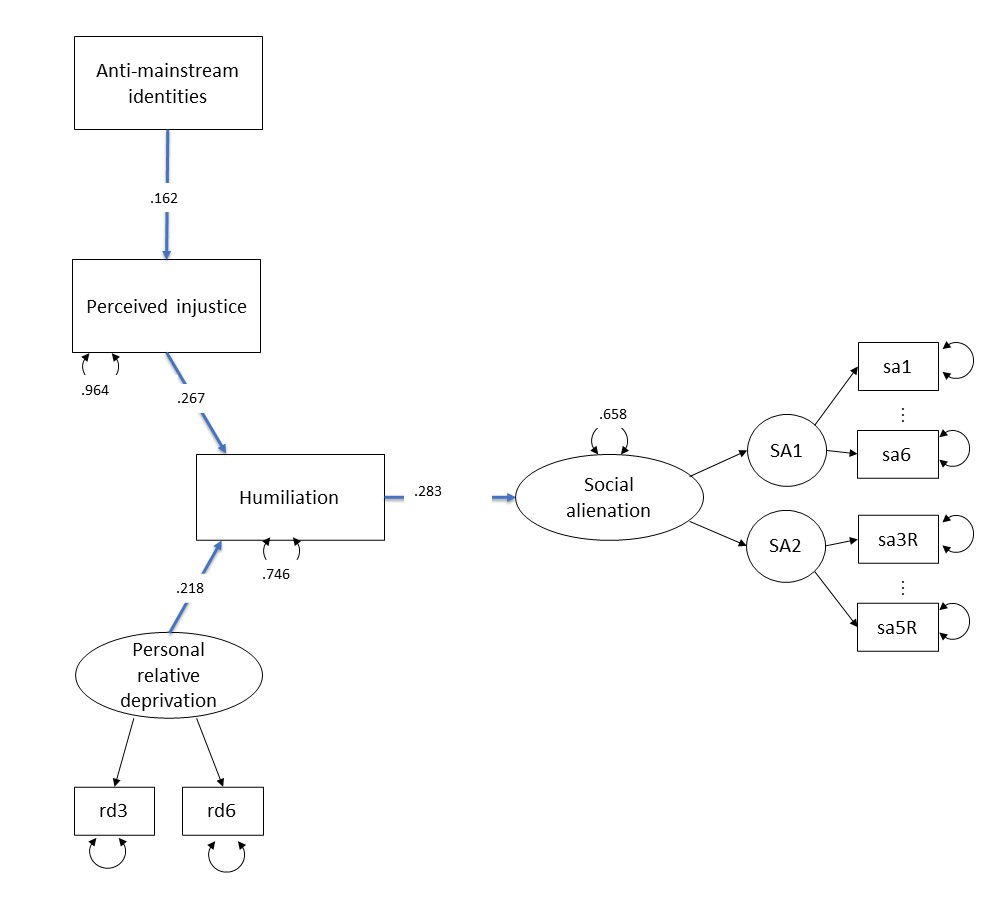 Anti-mainstream
identities
.162
Perceived injustice
.964
.267
Humiliation
.283
.746
.218
Personal
relative
deprivation
rd3
rd6
.658
Social
alienation
SA1
SA2
sa1
⋮
sa6
sa3R
⋮
sa5R